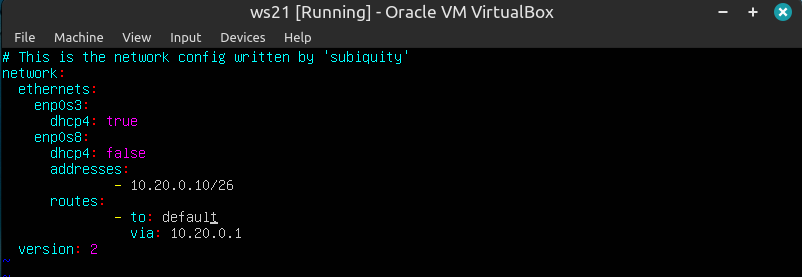 ws21 [Running] - Oracle VM VirtualBox
File Machine View Input Devices Help
# This is the network config written by 'subiquity'
network:
  ethernets:
    enp0s3:
      dhcp4: true
    enp0s8:
      dhcp4: false
      addresses:
              - 10.20.0.10/26
      routes:
              - to: default
                via: 10.20.0.1
  version: 2
~
~